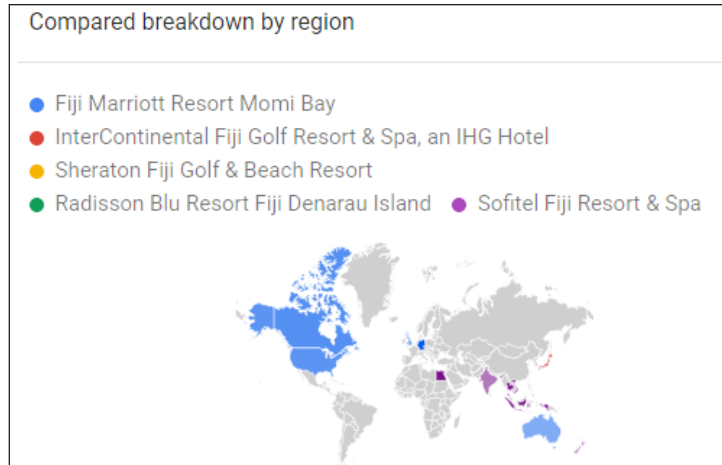 Compared breakdown by region
Fiji Marriott Resort Momi Bay
InterContinental Fiji Golf Resort & Spa, an IHG Hotel
Sheraton Fiji Golf & Beach Resort
Radisson Blu Resort Fiji Denarau Island Sofitel Fiji Resort & Spa